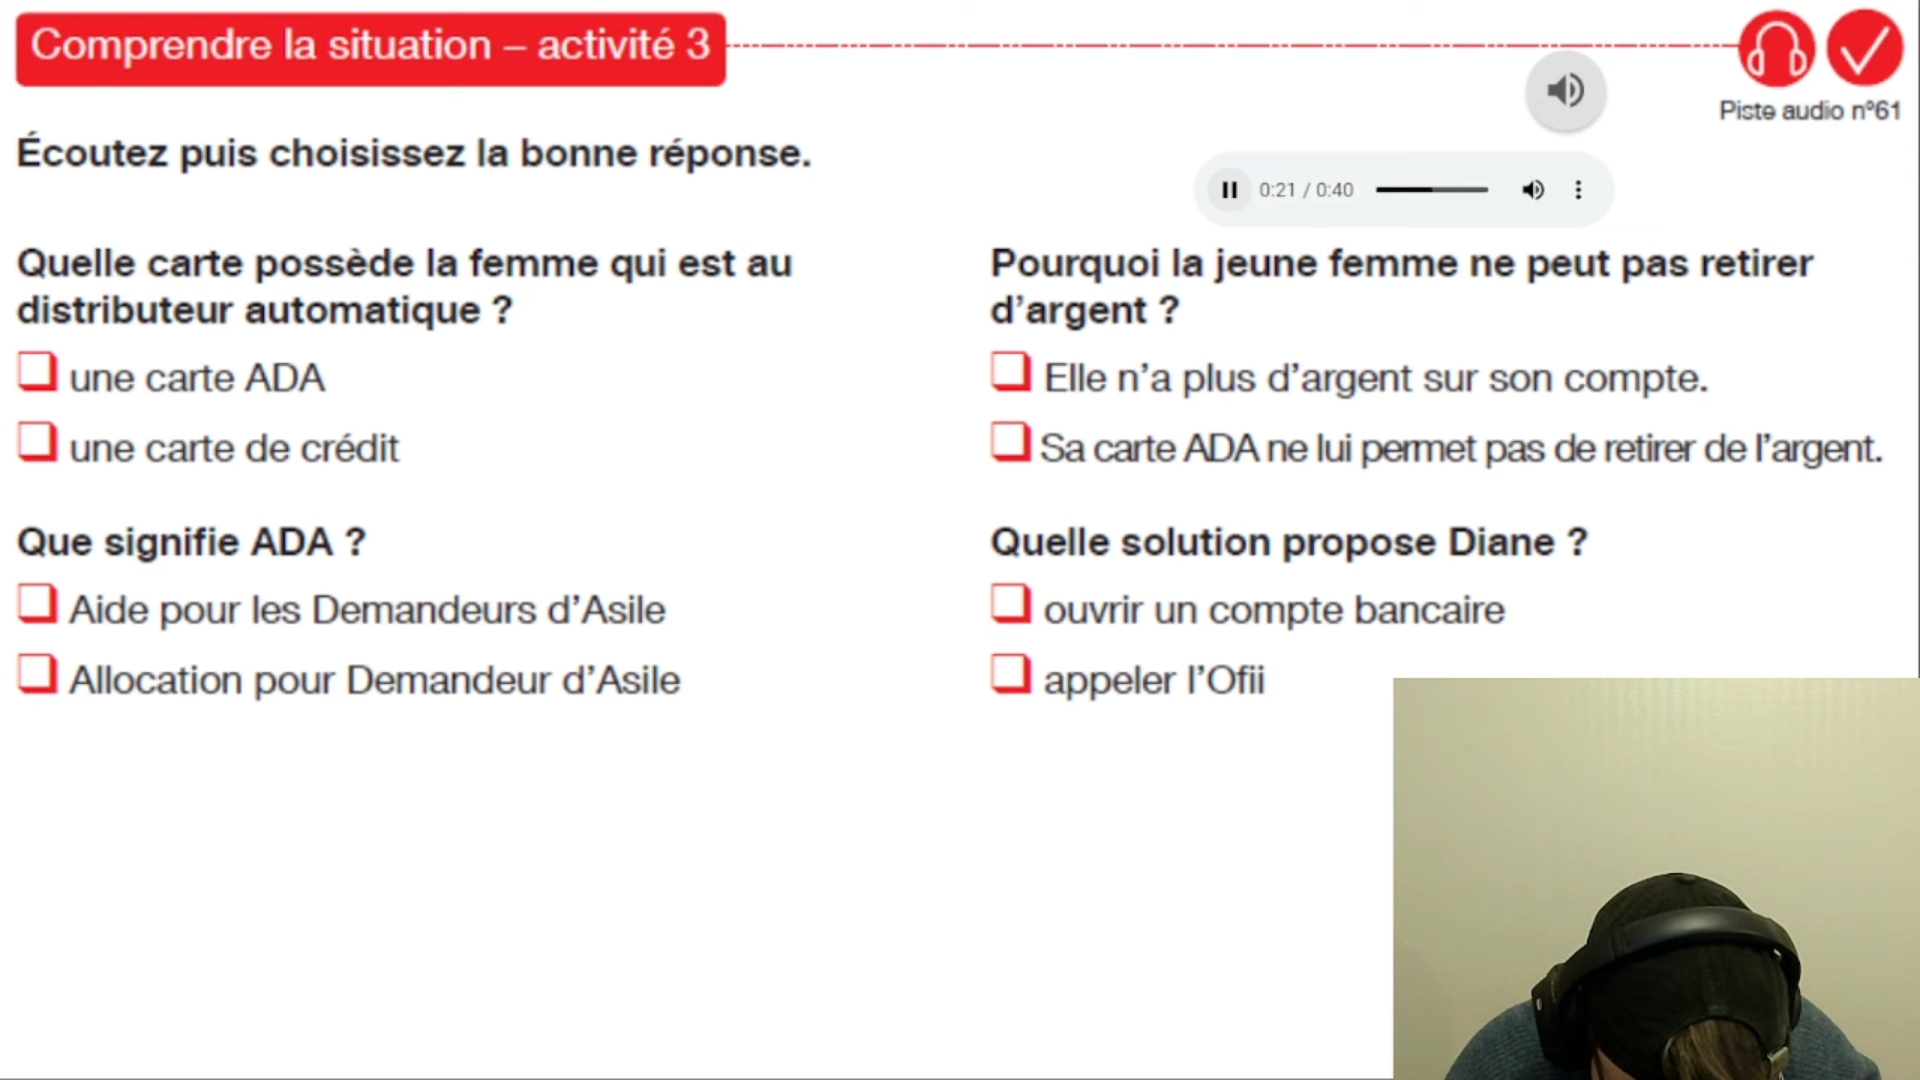 Comprendre la situation – activité 3
Piste audio n°61
Écoutez puis choisissez la bonne réponse.
0:21 / 0:40
Quelle carte possède la femme qui est au
distributeur automatique ?
une carte ADA
une carte de crédit
Que signifie ADA ?
Aide pour les Demandeurs d'Asile
Allocation pour Demandeur d'Asile
Pourquoi la jeune femme ne peut pas retirer
d'argent ?
Elle n'a plus d'argent sur son compte.
Sa carte ADA ne lui permet pas de retirer de l'argent.
Quelle solution propose Diane ?
ouvrir un compte bancaire
appeler l'Ofii